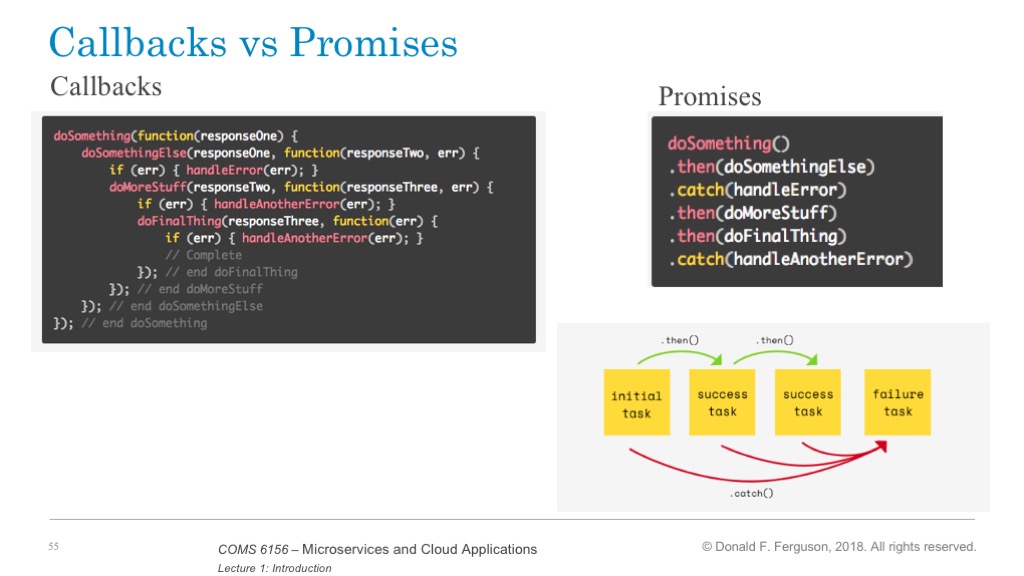 Callbacks vs Promises
Callbacks
doSomething(function(responseOne) {
    doSomethingElse(responseOne, function(responseTwo, err) {
        if (err) { handleError(err); }
        doMoreStuff(responseTwo, function(responseThree, err) {
            if (err) { handleAnotherError(err); }
            doFinalThing(responseThree, function(err) {
                if (err) { handleAnotherError(err); }
                // Complete
            }); // end doFinalThing
        }); // end doMoreStuff
    }); // end doSomethingElse
}); // end doSomething
Promises
doSomething()
.then(doSomethingElse)
.catch(handleError)
.then(doMoreStuff)
.then(doFinalThing)
.catch(handleAnotherError)
.then() .then()
initial
task
success
task
success
task
failure
task
.catch()
55
COMS 6156 – Microservices and Cloud Applications
Lecture 1: Introduction
© Donald F. Ferguson, 2018. All rights reserved.